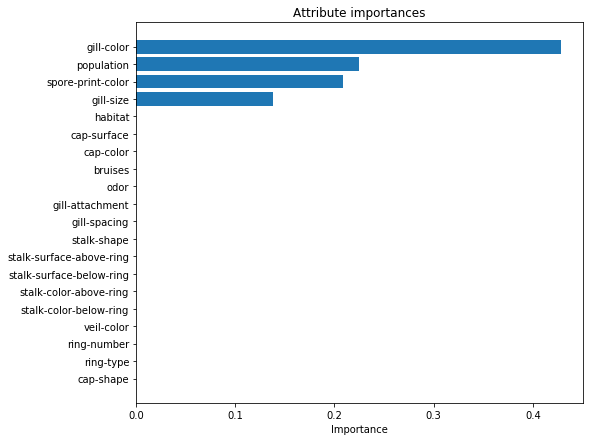 Attribute importances
gill-color
population
spore-print-color
gill-size
habitat
cap-surface
cap-color
bruises
odor
gill-attachment
gill-spacing
stalk-shape
stalk-surface-above-ring
stalk-surface-below-ring
stalk-color-above-ring
stalk-color-below-ring
veil-color
ring-number
ring-type
cap-shape
0.0 0.1 0.2 0.3 0.4
Importance